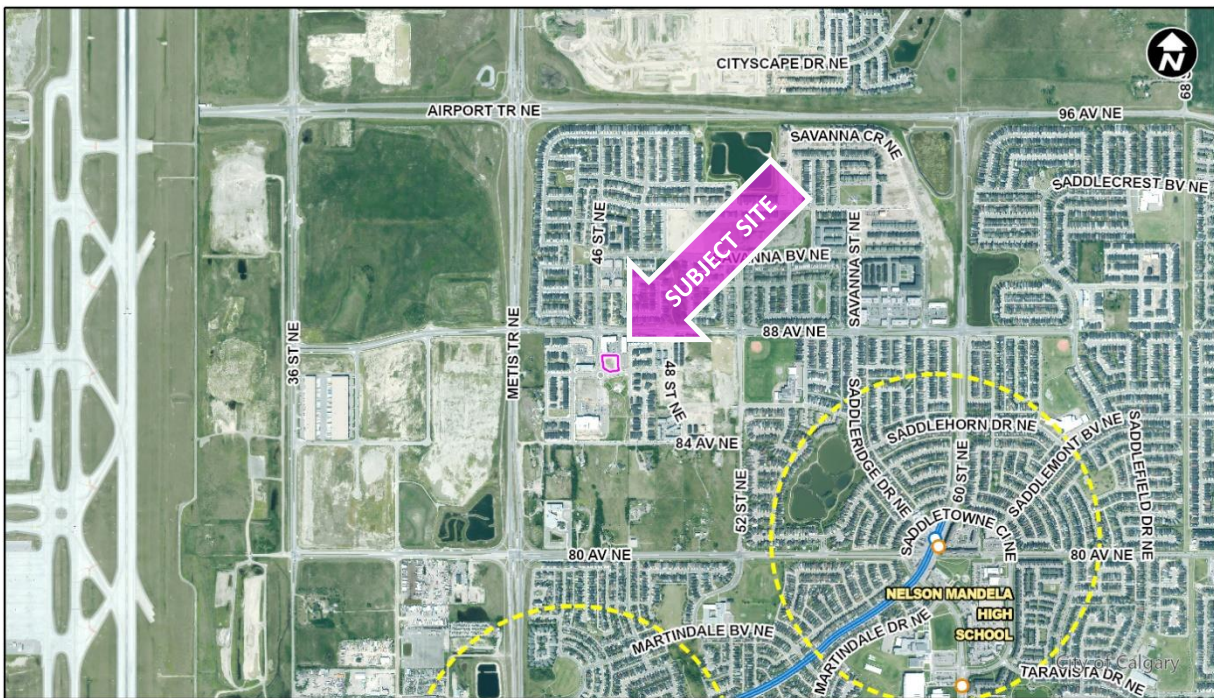 N
CITYSCAPE DR NE
68
AIRPORT TR NE
96 AV NE
SAVANNA CR NE
SADDLECREST BV NE
46 ST NE
SUBJECT SITE
SAVANNA ST NE
AVANNA BV NE
88 AV NE
36 ST NE
METIS TR NE
48 ST NE
SADDLERIDGE DR NE
SADDLEHORN DR NE
60 ST NE
SADDLEMONT BV NE
SADDLEFIELD DR NE
84 AV NE
52 ST NE
SADDLETOWNE CI NE
80 AV NE
80 AV NE
NELSON MANDELA
HIGH
SCHOOL
MARTINDALE BV NE
MARTINDALE DR NE
City of Calgary
TARAVISTA DR NE